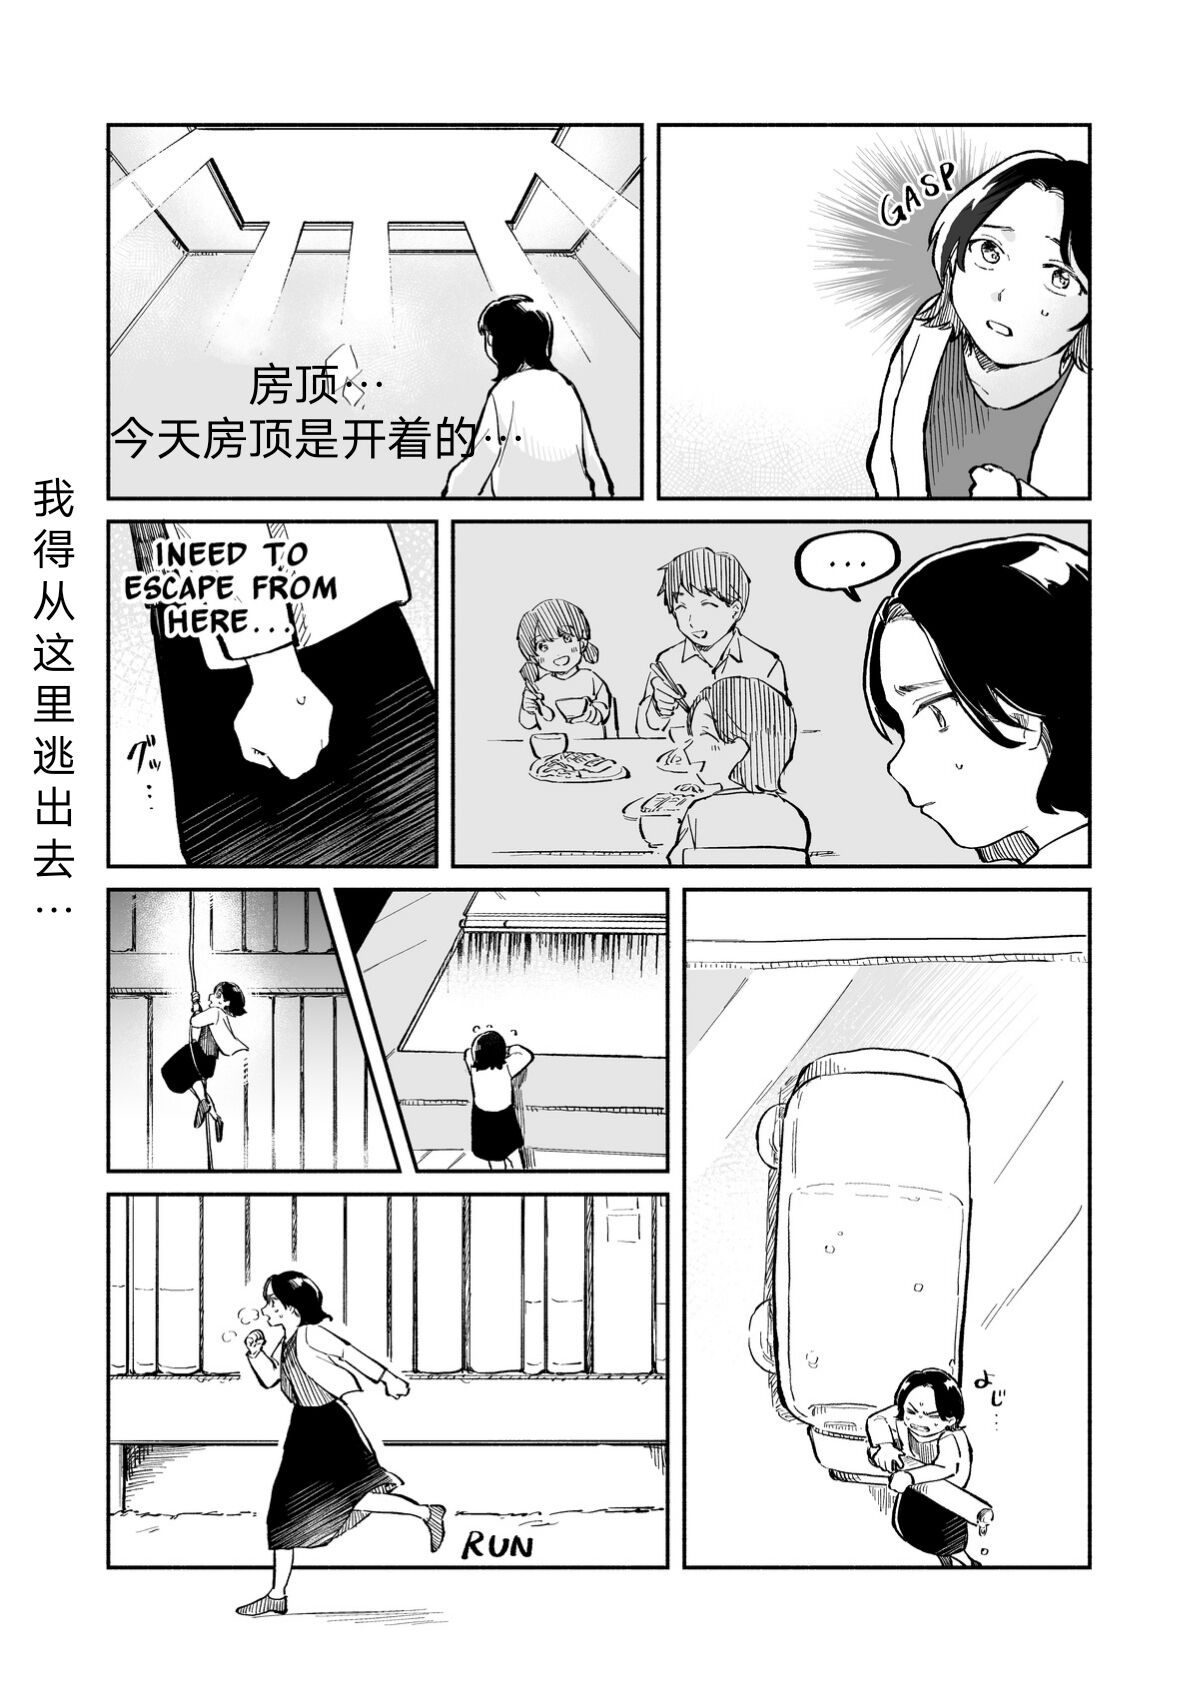 GASP
房顶…
今天房顶是开着的…
...
INEED TO
ESCAPE FROM
HERE...
グッ...
我得从这里逃出去…
よじ...
RUN